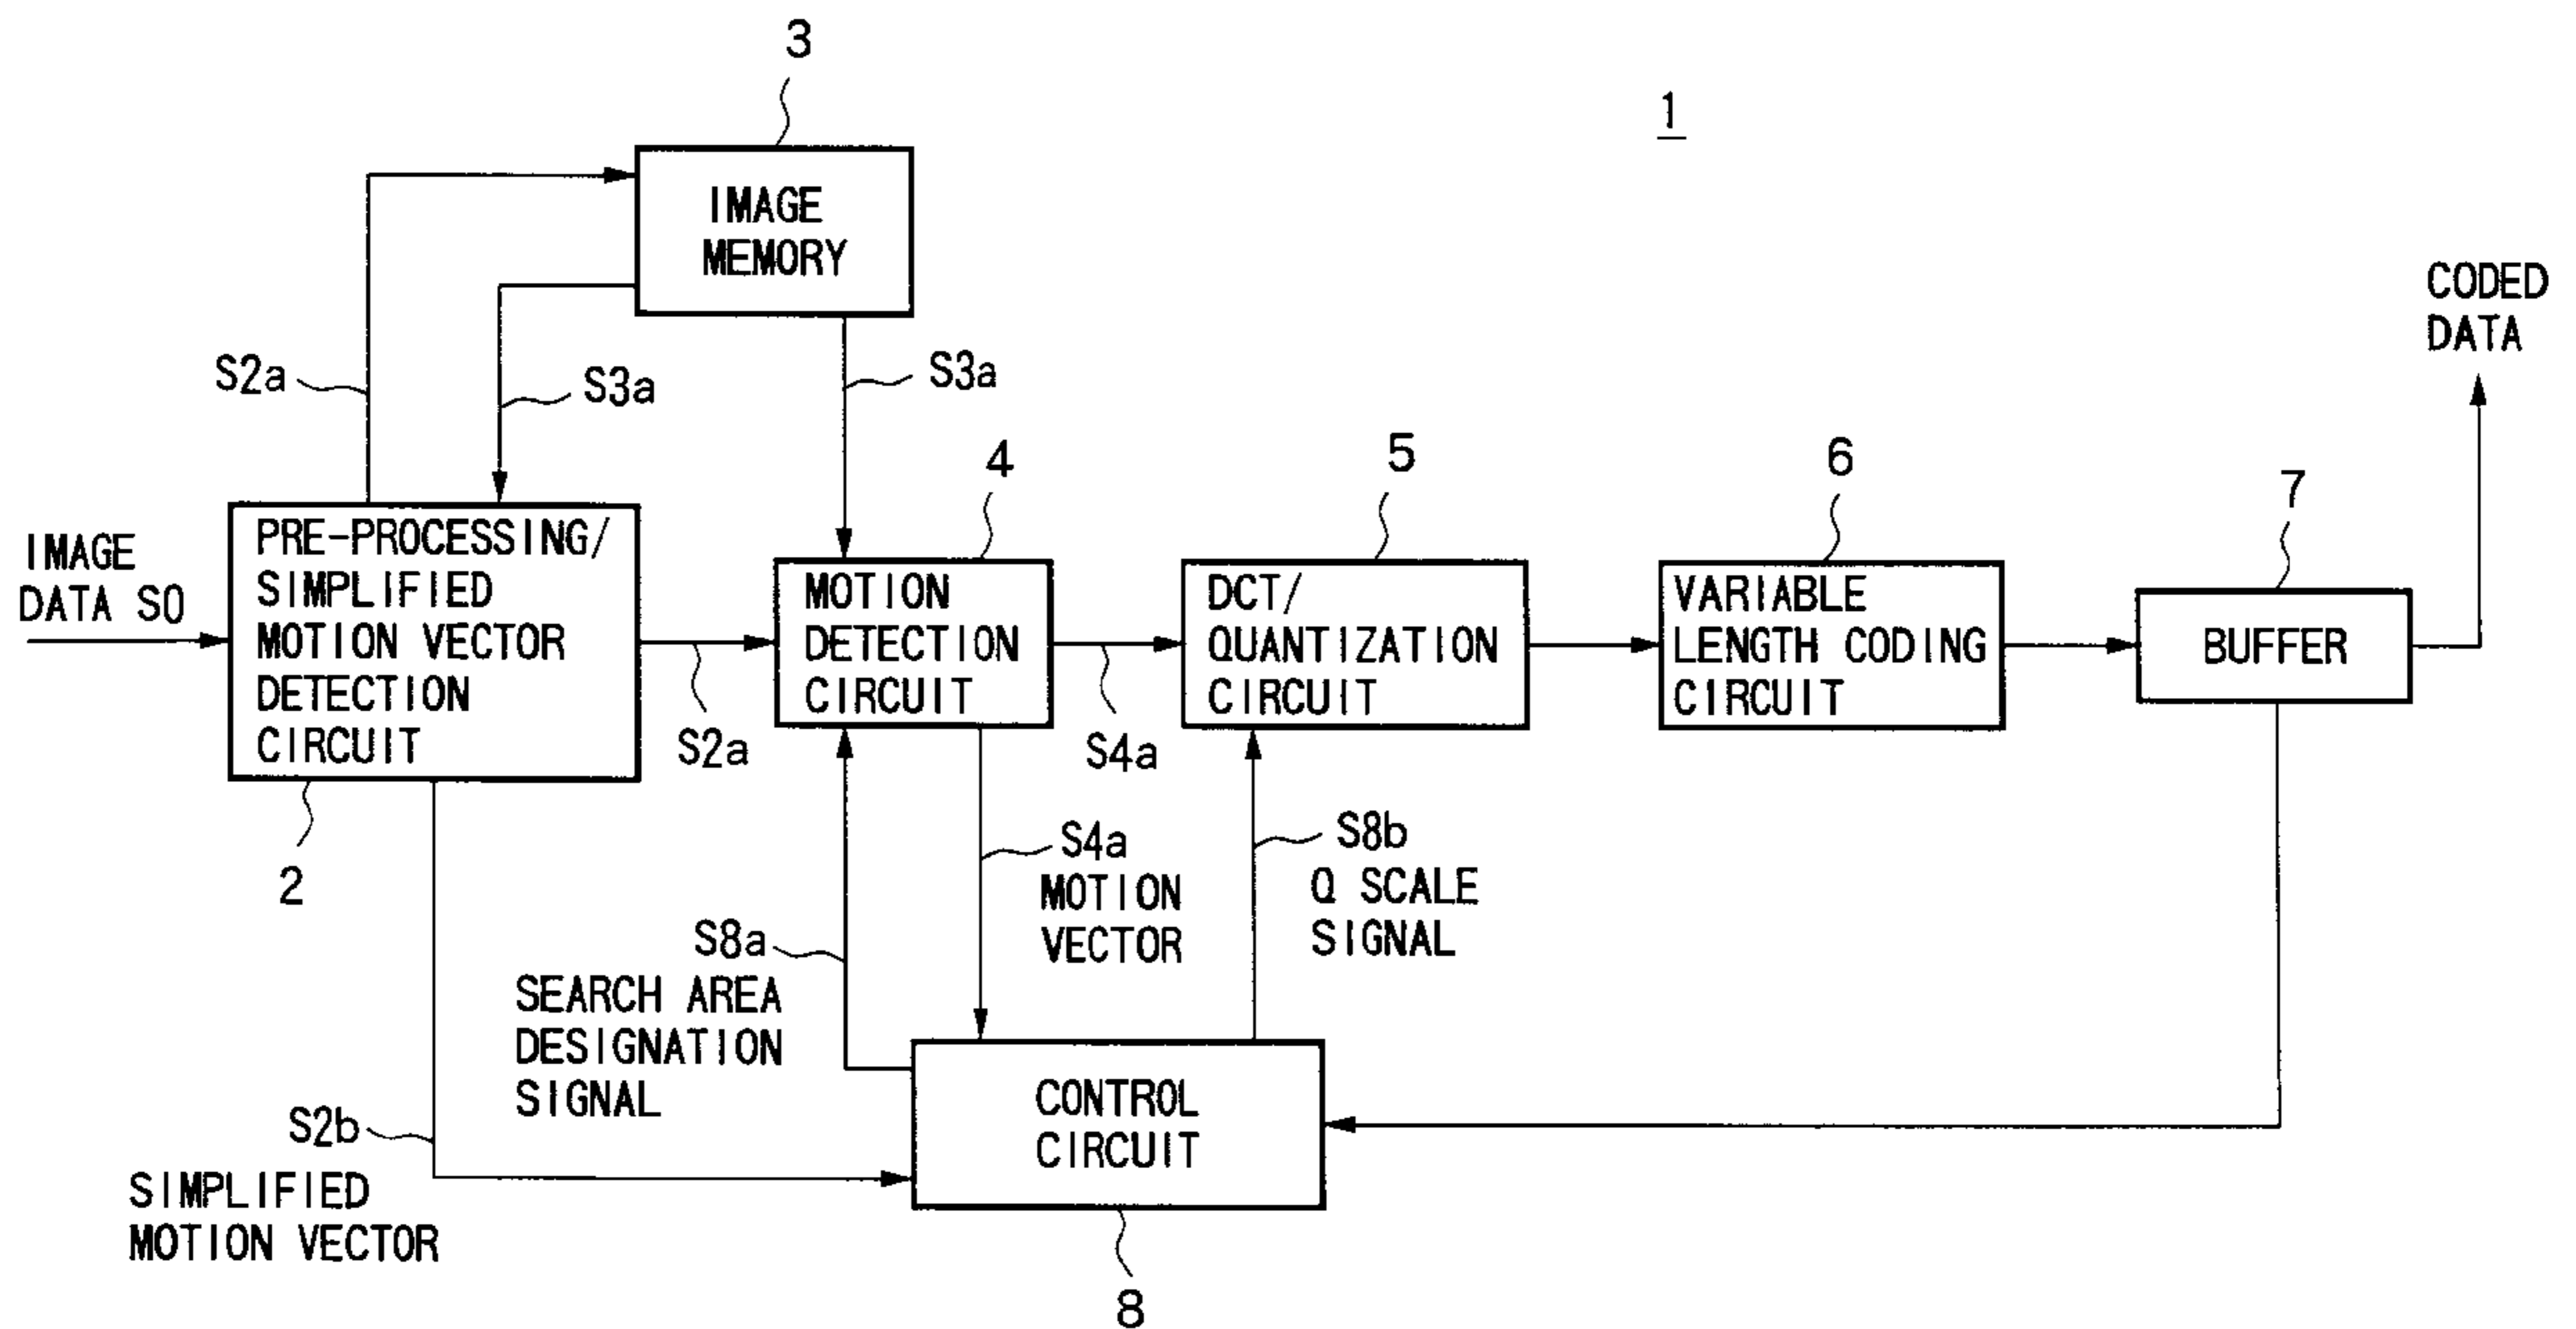 3
1
IMAGE
MEMORY
CODED
DATA
S2a
S3a
S3a
4
5
6
7
IMAGE
DATA S0
PRE-PROCESSING/
SIMPLIFIED
MOTION VECTOR
DETECTION
CIRCUIT
MOTION
DETECTION
CIRCUIT
DCT/
QUANTIZATION
CIRCUIT
VARIABLE
LENGTH CODING
CIRCUIT
BUFFER
S2a
S4a
2
S4a
MOTION
VECTOR
S8b
Q SCALE
SIGNAL
S8a
SEARCH AREA
DESIGNATION
SIGNAL
S2b
SIMPLIFIED
MOTION VECTOR
CONTROL
CIRCUIT
8